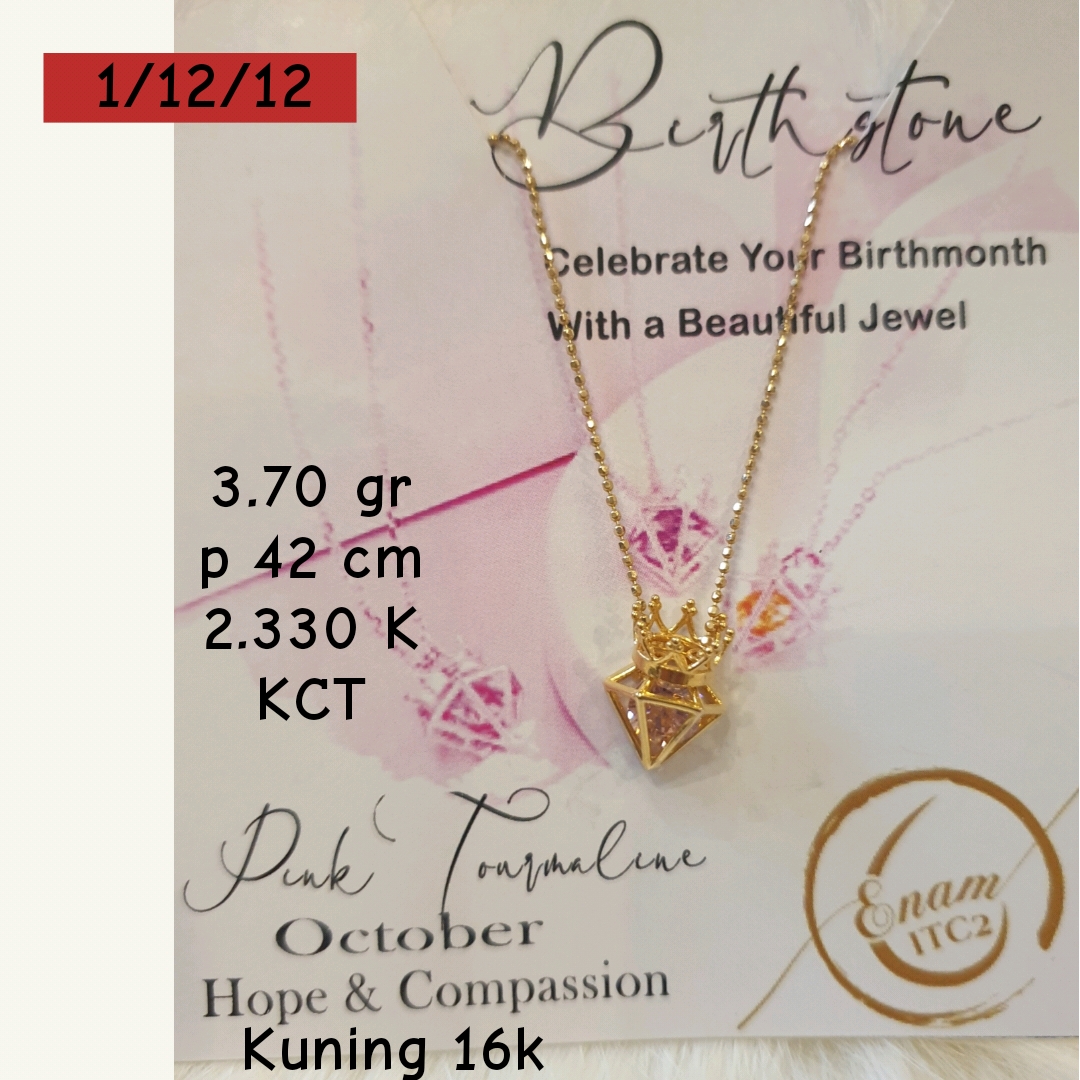 1/12/12
Birthstone
Celebrate Your Birthmonth
With a Beautiful Jewel
3.70 gr
p 42 cm
2.330 K
KCT
Pink Tourmaline
October
Hope & Compassion
Kuning 16k
Enam
ITC2